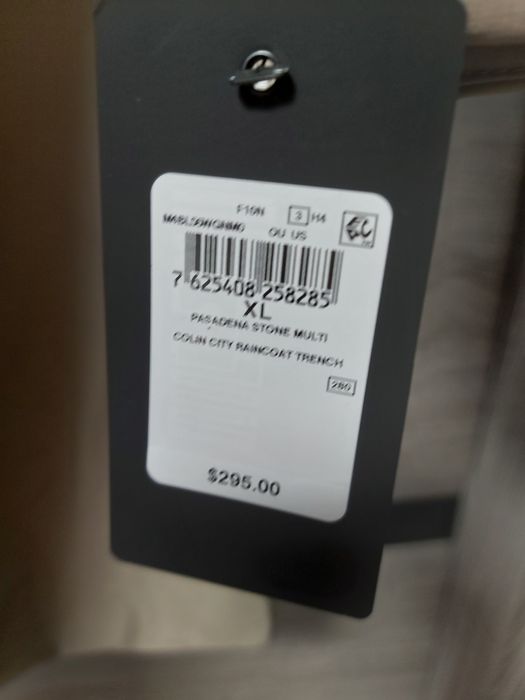 F10N 3 H4
OU US
7 625408 258285
XL
PASADENA STONE MULTI
COLIN CITY RAINCOAT TRENCH
280
$295.00